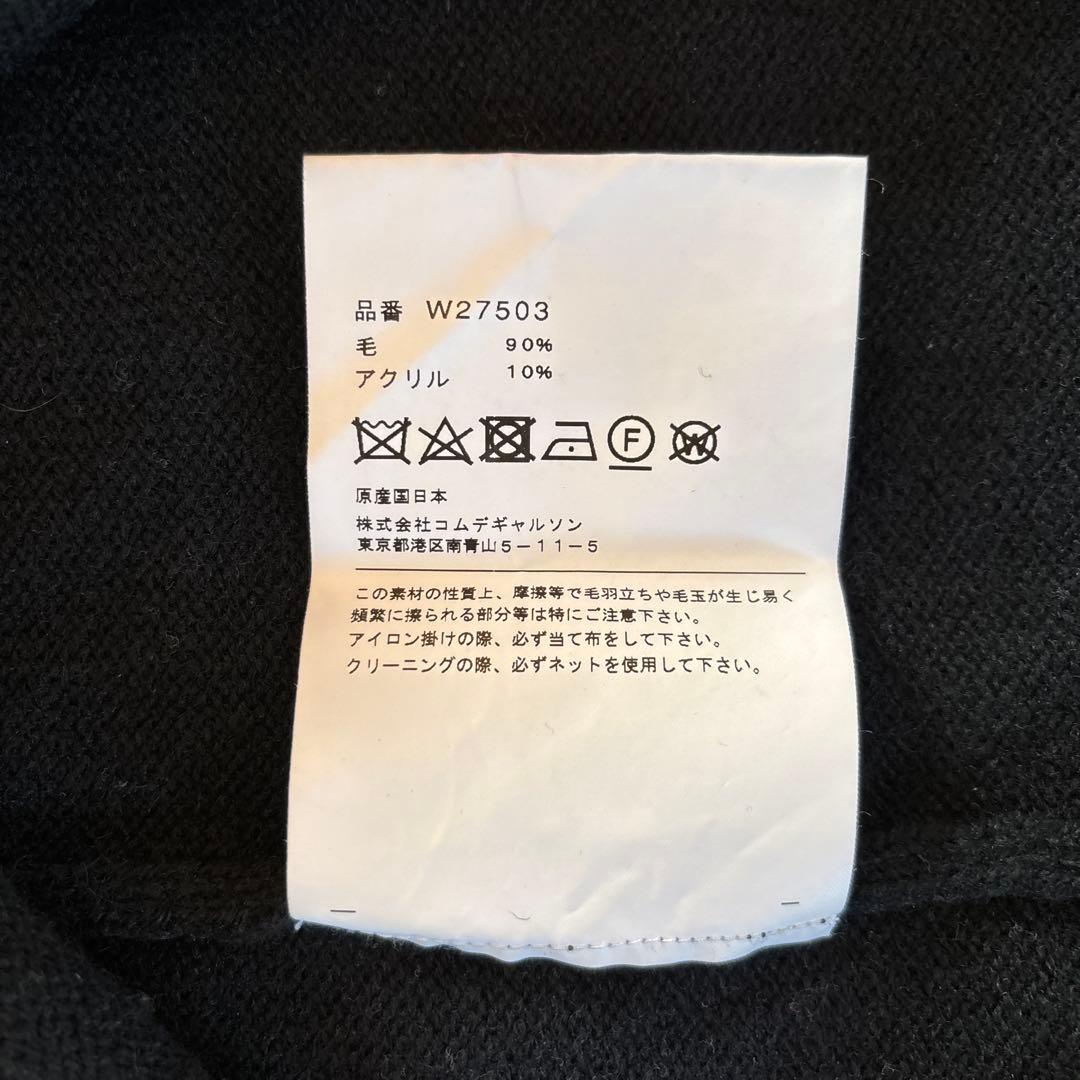 品番 W27503
毛 90%
アクリル 10%
F W
原産国日本
株式会社コムデギャルソン
東京都港区南青山5-11-5
この素材の性質上、摩擦等で毛羽立ちや毛玉が生じ易く
頻繁に擦られる部分等は特にご注意下さい。
アイロン掛けの際、必ず当て布をして下さい。
クリーニングの際、必ずネットを使用して下さい。